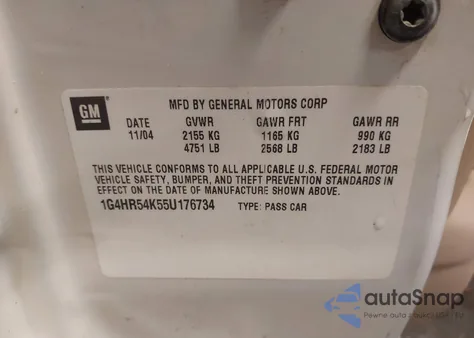 GM
MFD BY GENERAL MOTORS CORP
DATE GVWR GAWR FRT GAWR RR
11/04 2155 KG 1165 KG 990 KG
4751 LB 2568 LB 2183 LB
THIS VEHICLE CONFORMS TO ALL APPLICABLE U.S. FEDERAL MOTOR
VEHICLE SAFETY, BUMPER, AND THEFT PREVENTION STANDARDS IN
EFFECT ON THE DATE OF MANUFACTURE SHOWN ABOVE.
1G4HR54K55U176734 TYPE: PASS CAR
autoSnap
Pewne auto